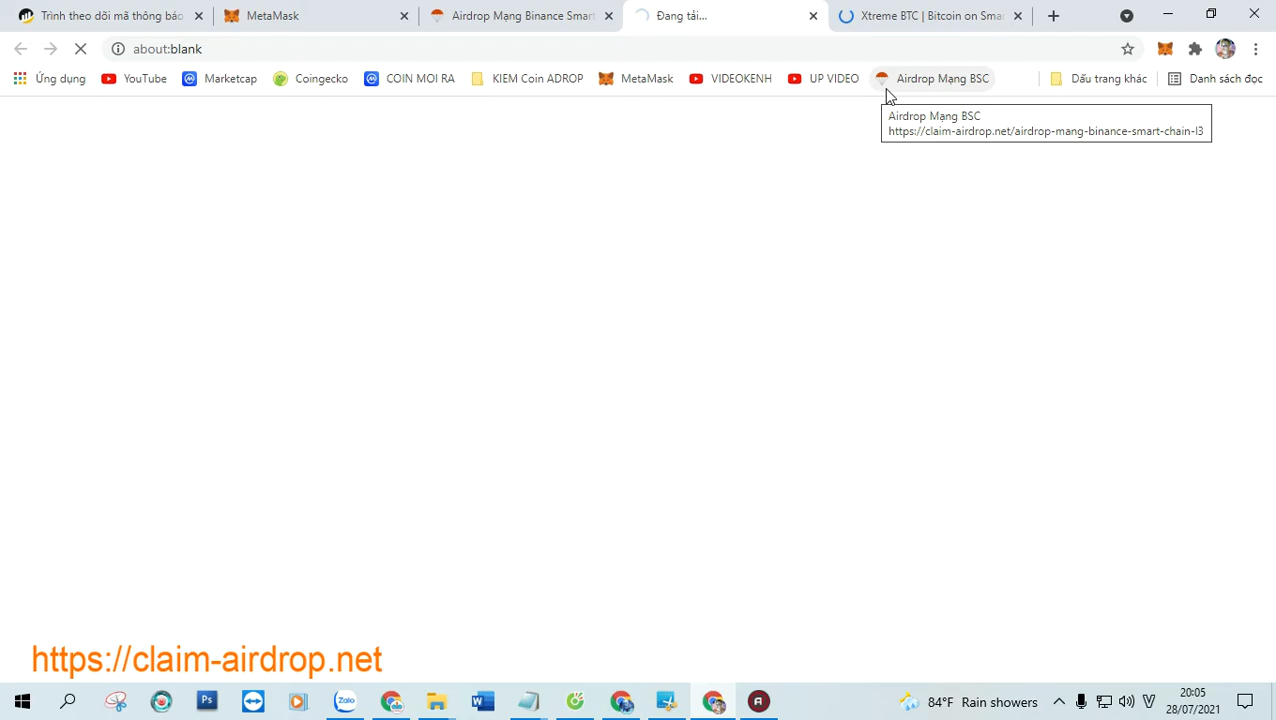 Trình theo dõi mã thông báo
MetaMask
Airdrop Mạng Binance Smart
Đang tải...
Xtreme BTC | Bitcoin on Smar
about:blank
Ứng dụng
YouTube
Marketcap
Coingecko
COIN MOI RA
KIEM Coin ADROP
MetaMask
VIDEOKENH
UP VIDEO
Airdrop Mạng BSC
Dấu trang khác
Danh sách đọc
Airdrop Mạng BSC
https://claim-airdrop.net/airdrop-mang-binance-smart-chain-l3
https://claim-airdrop.net
Ps
Zalo
84°F Rain showers
V
20:05
28/07/2021